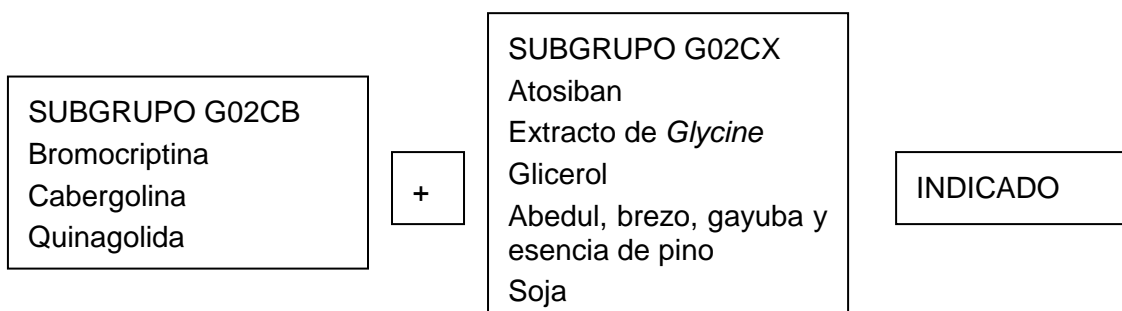 SUBGRUPO G02CB
Bromocriptina
Cabergolina
Quinagolida
+
SUBGRUPO G02CX
Atosiban
Extracto de Glycine
Glicerol
Abedul, brezo, gayuba y
esencia de pino
Soja
INDICADO